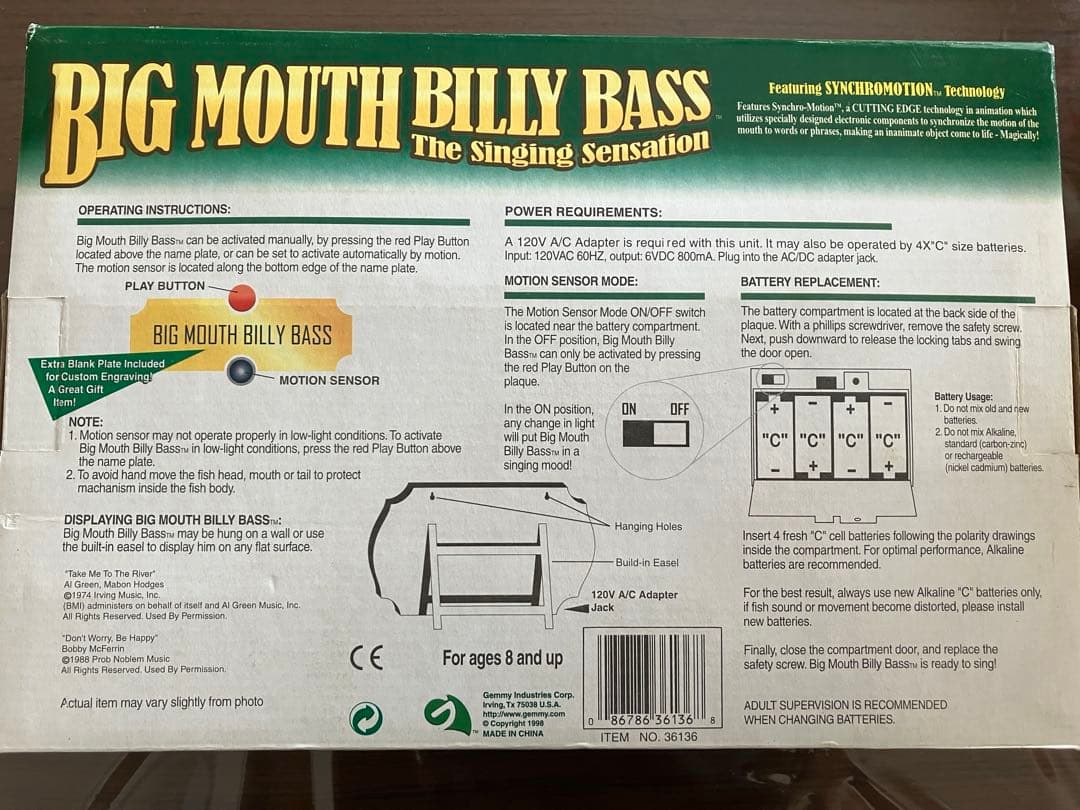 BIG MOUTH BILLY BASS™
The Singing Sensation
Featuring SYNCHROMOTION™ Technology
Features Synchro-Motion™, a CUTTING EDGE technology in animation which
utilizes specially designed electronic components to synchronize the motion of the
mouth to words or phrases, making an inanimate object come to life - Magically!
OPERATING INSTRUCTIONS:
Big Mouth Billy Bass™ can be activated manually, by pressing the red Play Button
located above the name plate, or can be set to activate automatically by motion.
The motion sensor is located along the bottom edge of the name plate.
PLAY BUTTON
BIG MOUTH BILLY BASS
Extra Blank Plate Included
for Custom Engraving!
A Great Gift
Item!
MOTION SENSOR
NOTE:
1. Motion sensor may not operate properly in low-light conditions. To activate
Big Mouth Billy Bass™ in low-light conditions, press the red Play Button above
the name plate.
2. To avoid hand move the fish head, mouth or tail to protect
machanism inside the fish body.
DISPLAYING BIG MOUTH BILLY BASS™:
Big Mouth Billy Bass™ may be hung on a wall or use
the built-in easel to display him on any flat surface.
"Take Me To The River"
Al Green, Mabon Hodges
©1974 Irving Music, Inc.
(BMI) administers on behalf of itself and Al Green Music, Inc.
All Rights Reserved. Used By Permission.
"Don't Worry, Be Happy"
Bobby McFerrin
©1988 Prob Noblem Music
All Rights Reserved. Used By Permission.
Actual item may vary slightly from photo
POWER REQUIREMENTS:
A 120V A/C Adapter is required with this unit. It may also be operated by 4X"C" size batteries.
Input: 120VAC 60HZ, output: 6VDC 800mA. Plug into the AC/DC adapter jack.
MOTION SENSOR MODE:
The Motion Sensor Mode ON/OFF switch
is located near the battery compartment.
In the OFF position, Big Mouth Billy
Bass™ can only be activated by pressing
the red Play Button on the
plaque.
In the ON position,
any change in light
will put Big Mouth
Billy Bass™ in a
singing mood!
ON OFF
Hanging Holes
Build-in Easel
120V A/C Adapter
Jack
BATTERY REPLACEMENT:
The battery compartment is located at the back side of the
plaque. With a phillips screwdriver, remove the safety screw.
Next, push downward to release the locking tabs and swing
the door open.
+ - + -
"C" "C" "C" "C"
- + - +
Battery Usage:
1. Do not mix old and new
batteries.
2. Do not mix Alkaline,
standard (carbon-zinc)
or rechargeable
(nickel cadmium) batteries.
Insert 4 fresh "C" cell batteries following the polarity drawings
inside the compartment. For optimal performance, Alkaline
batteries are recommended.
For the best result, always use new Alkaline "C" batteries only,
if fish sound or movement become distorted, please install
new batteries.
Finally, close the compartment door, and replace the
safety screw. Big Mouth Billy Bass™ is ready to sing!
ADULT SUPERVISION IS RECOMMENDED
WHEN CHANGING BATTERIES.
CE
For ages 8 and up
Gemmy Industries Corp.
Irving, Tx 75038 U.S.A.
http://www.gemmy.com
© Copyright 1998
™ MADE IN CHINA
0 86786 36136 8
ITEM NO. 36136